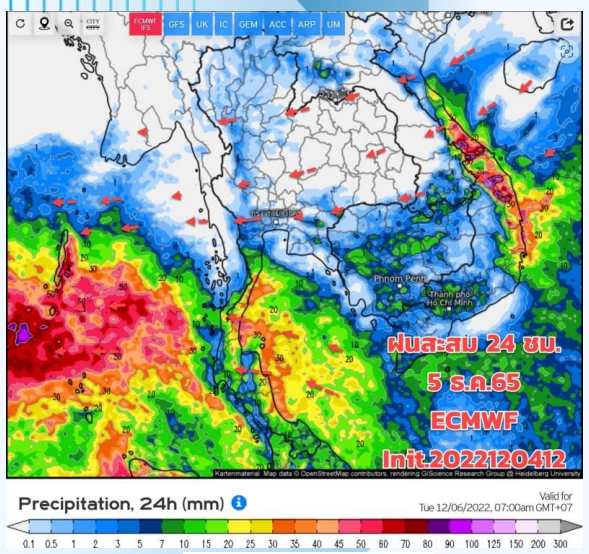 CITY
CITY
ECMWF
IFS
GFS
UK
IC
GEM
ACC
ARP
UM
Phnom Penh
Thành phố
Hồ Chí Minh
ฝนสะสม 24 ชม.
5 ธ.ค.65
ECMWF
Init.2022120412
Kartenmaterial: Map data © OpenStreetMap contributors, rendering GIScience Research Group @ Heidelberg University
Precipitation, 24h (mm)
Valid for
Tue 12/06/2022, 07:00am GMT+07
0.1 0.5 1 2 3 5 7 10 15 20 25 30 35 40 45 50 60 70 80 90 100 125 150 200 300